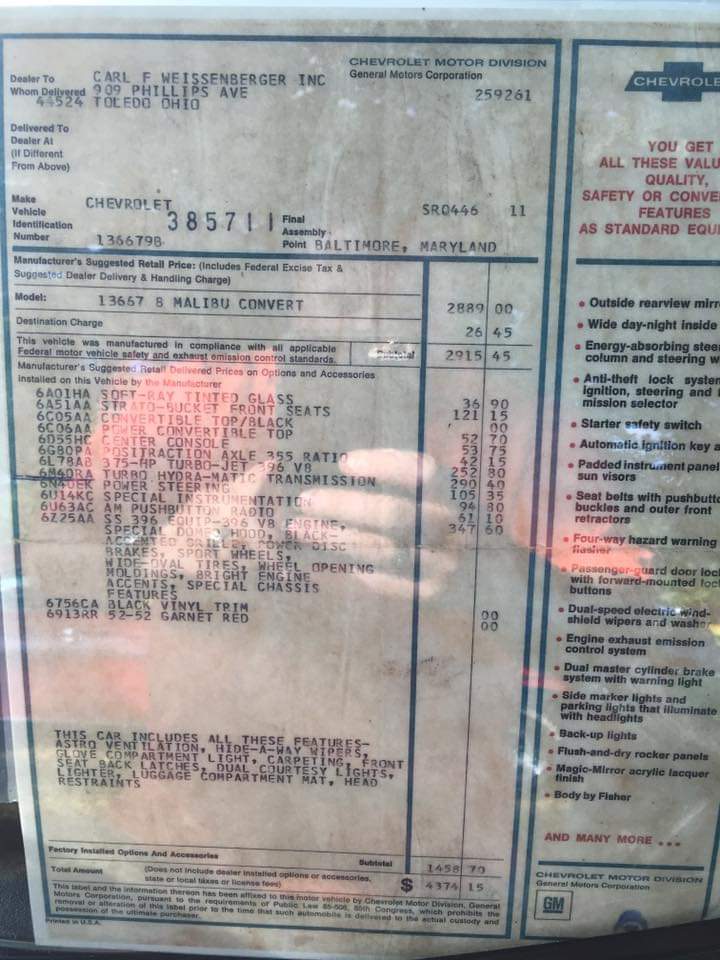 CHEVROLET MOTOR DIVISION
General Motors Corporation
Dealer To CARL F WEISSENBERGER INC
Whom Delivered 909 PHILLIPS AVE 259261
44524 TOLEDO OHIO
Delivered To
Dealer At
(If Different
From Above)
Make CHEVROLET
Vehicle 385711 Final SR0446 11
Identification Assembly
Number 136679B Point BALTIMORE, MARYLAND
Manufacturer's Suggested Retail Price: (Includes Federal Excise Tax &
Suggested Dealer Delivery & Handling Charge)
Model: 13667 8 MALIBU CONVERT 2889 00
Destination Charge 26 45
This vehicle was manufactured in compliance with all applicable
Federal motor vehicle safety and exhaust emission control standards. Subtotal 2915 45
Manufacturer's Suggested Retail Delivered Prices on Options and Accessories
Installed on this Vehicle by the Manufacturer
6A01HA SOFT-RAY TINTED GLASS 36 90
6A51AA STRATO-BUCKET FRONT SEATS 121 15
6C05AA CONVERTIBLE TOP/BLACK 00
6C06AA POWER CONVERTIBLE TOP 52 70
6D55HC CENTER CONSOLE 53 75
6G80PA POSITRACTION AXLE 355 RATIO 42 15
6L78AB 375-HP TURBO-JET 396 V8 252 80
6M40RA TURBO HYDRA-MATIC TRANSMISSION 290 40
6N40EK POWER STEERING 105 35
6U14KC SPECIAL INSTRUMENTATION 94 80
6U63AC AM PUSHBUTTON RADIO 61 10
6Z25AA SS 396 EQUIP-396 V8 ENGINE, 347 60
SPECIAL DOMED HOOD, BLACK-
ACCENTED GRILLE, POWER DISC
BRAKES, SPORT WHEELS,
WIDE-OVAL TIRES, WHEEL OPENING
MOLDINGS, BRIGHT ENGINE
ACCENTS, SPECIAL CHASSIS
FEATURES
6756CA BLACK VINYL TRIM 00
6913RR 52-52 GARNET RED 00
THIS CAR INCLUDES ALL THESE FEATURES-
ASTRO VENTILATION, HIDE-A-WAY WIPERS,
GLOVE COMPARTMENT LIGHT, CARPETING, FRONT
SEAT BACK LATCHES, DUAL COURTESY LIGHTS,
LIGHTER, LUGGAGE COMPARTMENT MAT, HEAD
RESTRAINTS
Factory Installed Options And Accessories Subtotal 1458 70
Total Amount (Does not include dealer installed options or accessories,
state or local taxes or license fees) $ 4374 15
This label and the information thereon has been affixed to this motor vehicle by Chevrolet Motor Division, General
Motors Corporation, pursuant to the requirements of Public Law 85-506, 85th Congress, which prohibits the
removal or alteration of this label prior to the time that such automobile is delivered to the actual custody and
possession of the ultimate purchaser.
Printed in U.S.A.
CHEVROLE
YOU GET
ALL THESE VALU
QUALITY,
SAFETY OR CONVE
FEATURES
AS STANDARD EQUI
• Outside rearview mirr
• Wide day-night inside
• Energy-absorbing stee
column and steering w
• Anti-theft lock system
ignition, steering and
mission selector
• Starter safety switch
• Automatic ignition key a
• Padded instrument panel
sun visors
• Seat belts with pushbutto
buckles and outer front
retractors
• Four-way hazard warning
flasher
• Passenger-guard door loc
with forward-mounted loc
buttons
• Dual-speed electric wind-
shield wipers and washer
• Engine exhaust emission
control system
• Dual master cylinder brake
system with warning light
• Side marker lights and
parking lights that illuminate
with headlights
• Back-up lights
• Flush-and-dry rocker panels
• Magic-Mirror acrylic lacquer
finish
• Body by Fisher
AND MANY MORE ...
CHEVROLET MOTOR DIVISION
General Motors Corporation
GM